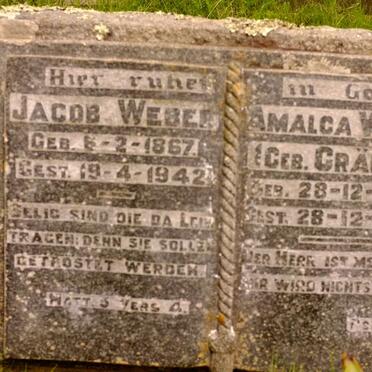 Hier ruhet
JACOB WEBER
GEB. 6-2-1867.
GEST. 19-4-1942
SELIG SIND DIE DA LEID
TRAGEN: DENN SIE SOLLEN
GETRÖSTET WERDEN.
MATT. 5 VERS 4.
in Go
AMALGA W
(GEB. GRA
GEB. 28-12-
GEST. 28-12-
DER HERR IST M
MIR WIRD NICHTS